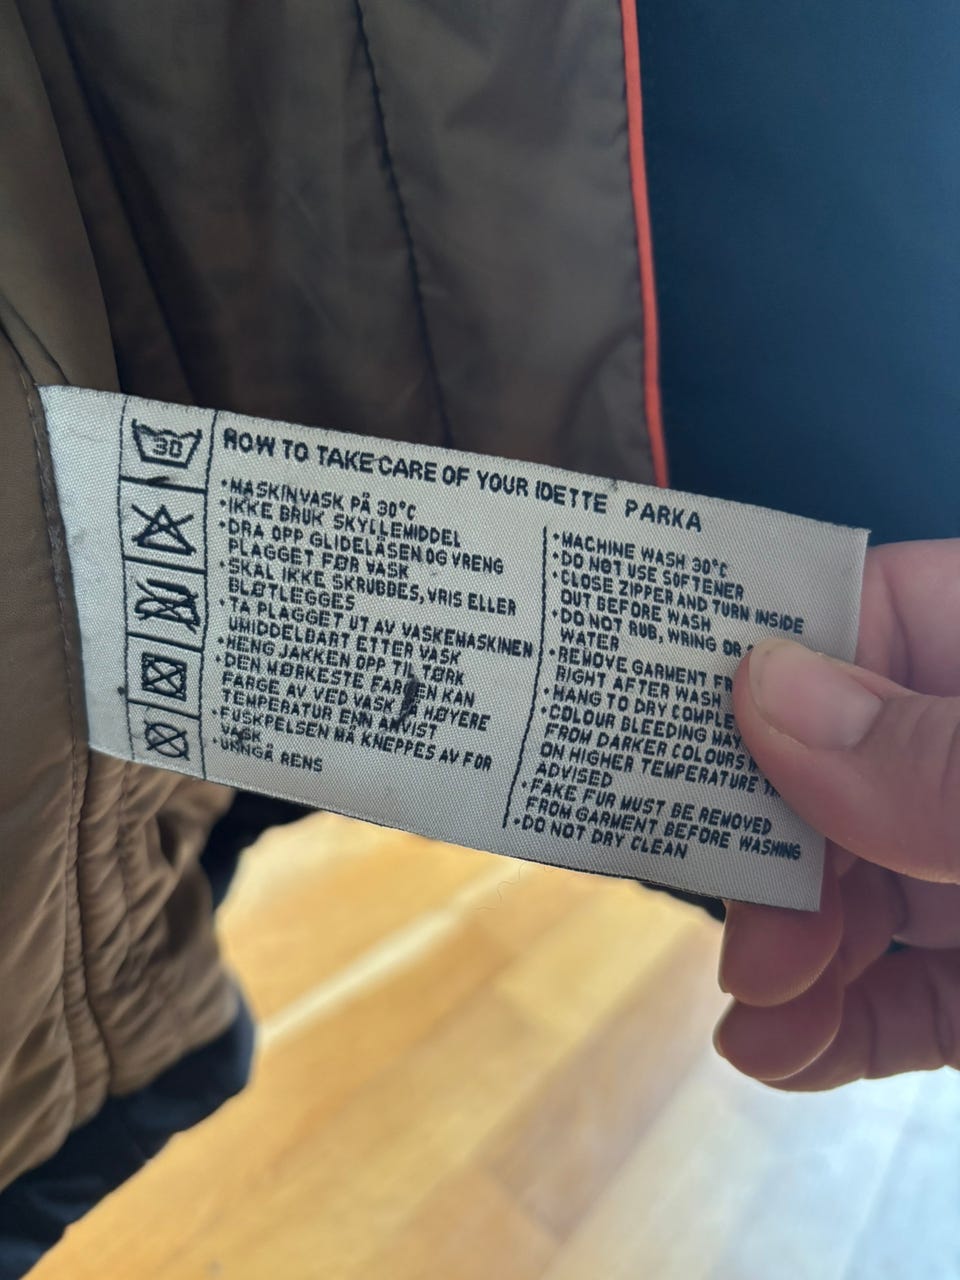 30
HOW TO TAKE CARE OF YOUR IDETTE PARKA
•MASKINVASK PÅ 30°C
•IKKE BRUK SKYLLEMIDDEL
•DRA OPP GLIDELÅSEN OG VRENG
PLAGGET FØR VASK
•SKAL IKKE SKRUBBES, VRIS ELLER
BLØTLEGGES
•TA PLAGGET UT AV VASKEMASKINEN
UMIDDELBART ETTER VASK
•HENG JAKKEN OPP TIL TØRK
•DEN MØRKESTE FARGEN KAN
FARGE AV VED VASK HØYERE
TEMPERATUR ENN ANVIST
•FUSKPELSEN MÅ KNEPPES AV FØR
VASK
•UNNGÅ RENS
•MACHINE WASH 30°C
•DO NOT USE SOFTENER
•CLOSE ZIPPER AND TURN INSIDE
OUT BEFORE WASH
•DO NOT RUB, WRING OR
WATER
•REMOVE GARMENT
RIGHT AFTER WASH
•HANG TO DRY
•COLOUR BLEEDING MAY
FROM DARKER COLOURS
ON HIGHER TEMPERATURE
ADVISED
•FAKE FUR MUST BE REMOVED
FROM GARMENT BEFORE WASHING
•DO NOT DRY CLEAN